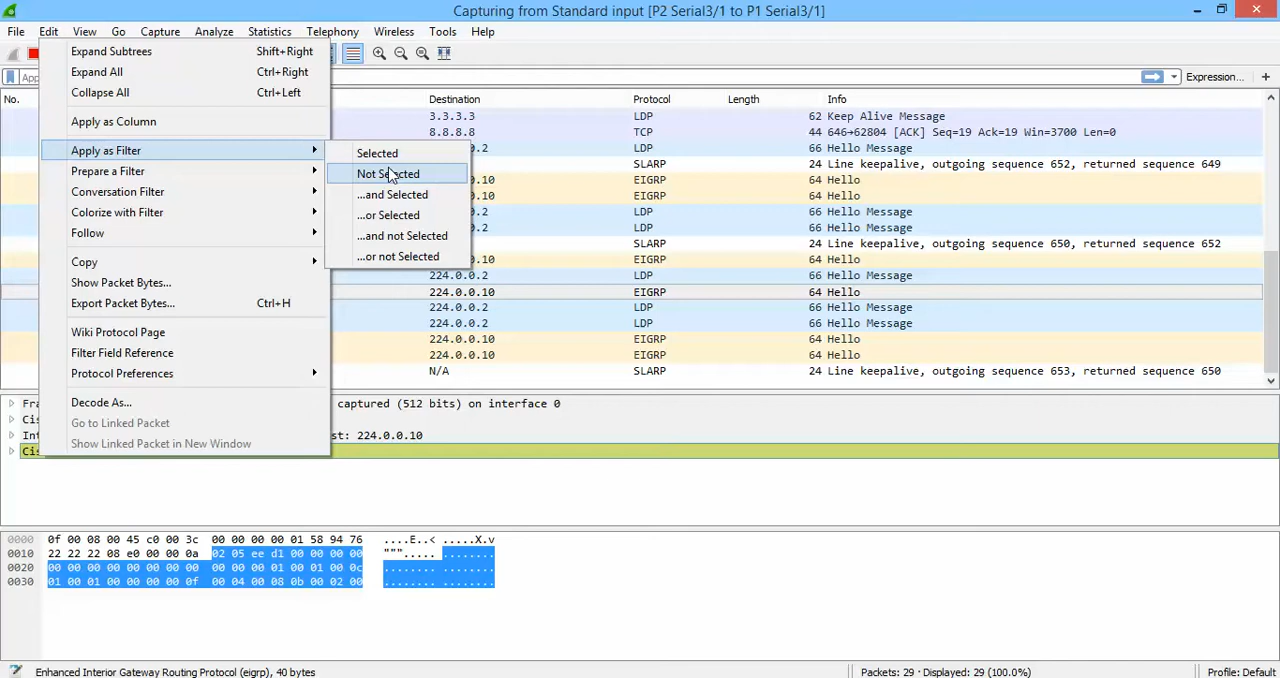 Capturing from Standard input [P2 Serial3/1 to P1 Serial3/1]
File Edit View Go Capture Analyze Statistics Telephony Wireless Tools Help
Expression... +
No. Destination Protocol Length Info
3.3.3.3 LDP 62 Keep Alive Message
8.8.8.8 TCP 44 646→62804 [ACK] Seq=19 Ack=19 Win=3700 Len=0
0.2 LDP 66 Hello Message
SLARP 24 Line keepalive, outgoing sequence 652, returned sequence 649
0.10 EIGRP 64 Hello
0.10 EIGRP 64 Hello
0.2 LDP 66 Hello Message
0.2 LDP 66 Hello Message
SLARP 24 Line keepalive, outgoing sequence 650, returned sequence 652
0.10 EIGRP 64 Hello
224.0.0.2 LDP 66 Hello Message
224.0.0.10 EIGRP 64 Hello
224.0.0.2 LDP 66 Hello Message
224.0.0.2 LDP 66 Hello Message
224.0.0.10 EIGRP 64 Hello
224.0.0.10 EIGRP 64 Hello
N/A SLARP 24 Line keepalive, outgoing sequence 653, returned sequence 650
Expand Subtrees Shift+Right
Expand All Ctrl+Right
Collapse All Ctrl+Left
Apply as Column
Apply as Filter
Prepare a Filter
Conversation Filter
Colorize with Filter
Follow
Copy
Show Packet Bytes...
Export Packet Bytes... Ctrl+H
Wiki Protocol Page
Filter Field Reference
Protocol Preferences
Decode As...
Go to Linked Packet
Show Linked Packet in New Window
Selected
Not Selected
...and Selected
...or Selected
...and not Selected
...or not Selected
captured (512 bits) on interface 0
st: 224.0.0.10
0000 0f 00 08 00 45 c0 00 3c 00 00 00 00 01 58 94 76 ....E..< .....X.v
0010 22 22 22 08 e0 00 00 0a 02 05 ee d1 00 00 00 00 """..... ........
0020 00 00 00 00 00 00 00 00 00 00 00 01 00 01 00 0c ........ ........
0030 01 00 01 00 00 00 00 0f 00 04 00 08 0b 00 02 00 ........ ........
Enhanced Interior Gateway Routing Protocol (eigrp), 40 bytes Packets: 29 · Displayed: 29 (100.0%) Profile: Default